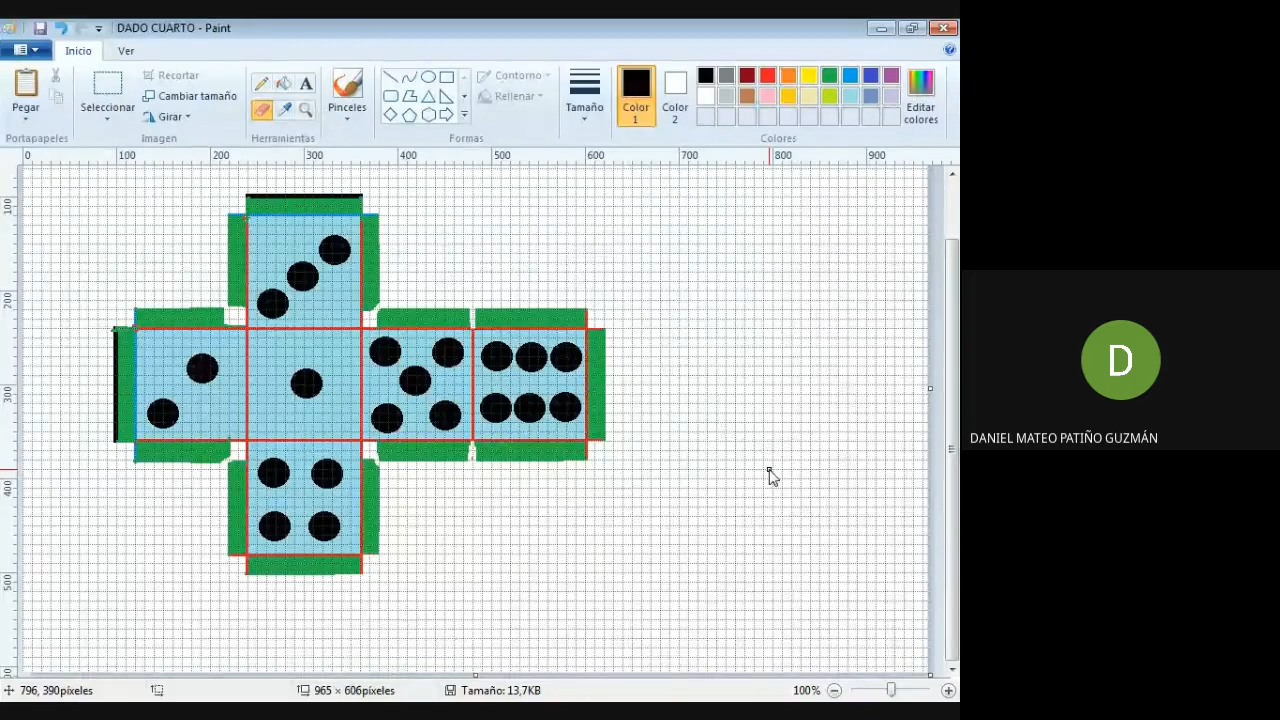 DADO CUARTO - Paint
Inicio
Ver
Pegar
Seleccionar
Recortar
Cambiar tamaño
Girar
A
Pinceles
Contorno
Rellenar
Tamaño
Color
1
Color
2
Editar
colores
Portapapeles
Imagen
Herramientas
Formas
Colores
0 100 200 300 400 500 600 700 800 900
100
200
300
400
500
D
DANIEL MATEO PATIÑO GUZMÁN
796, 390píxeles
965 × 606píxeles
Tamaño: 13,7KB
100%